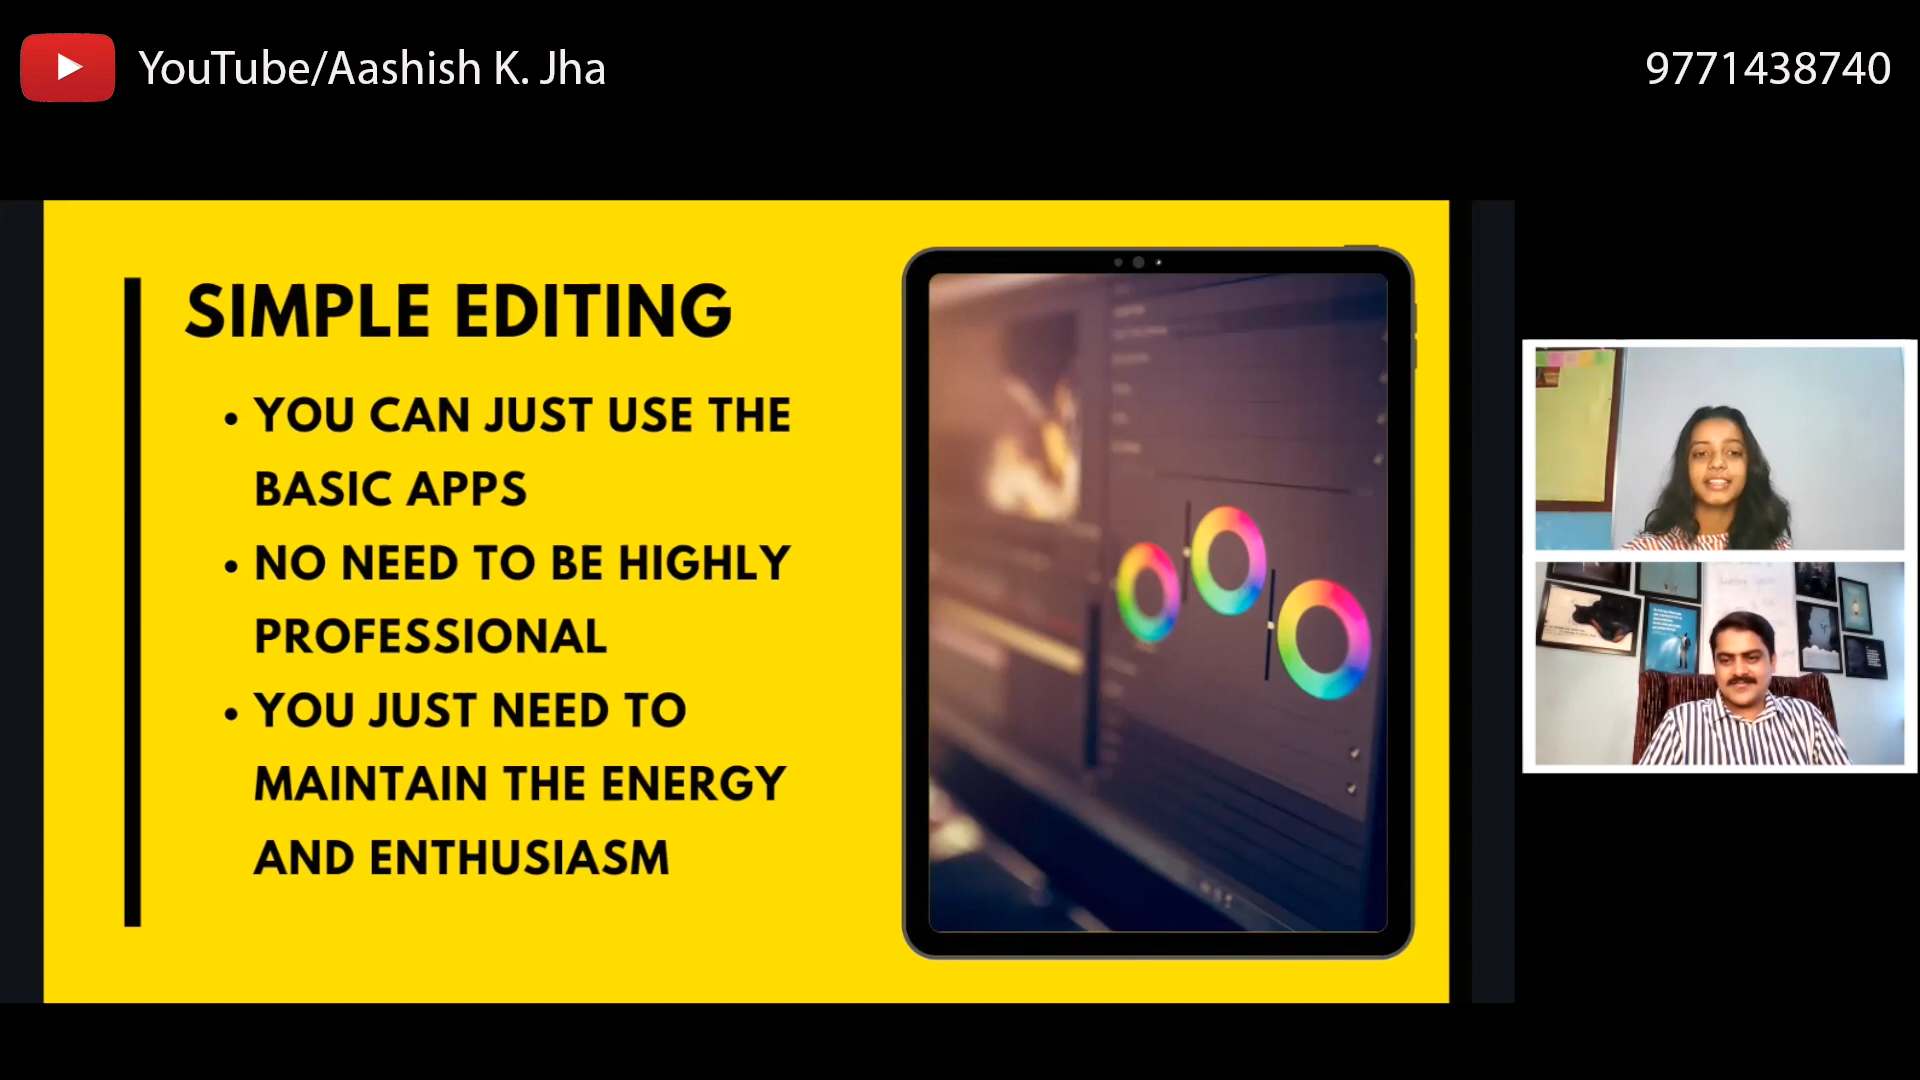 YouTube/Aashish K. Jha
9771438740
SIMPLE EDITING
• YOU CAN JUST USE THE
BASIC APPS
• NO NEED TO BE HIGHLY
PROFESSIONAL
• YOU JUST NEED TO
MAINTAIN THE ENERGY
AND ENTHUSIASM